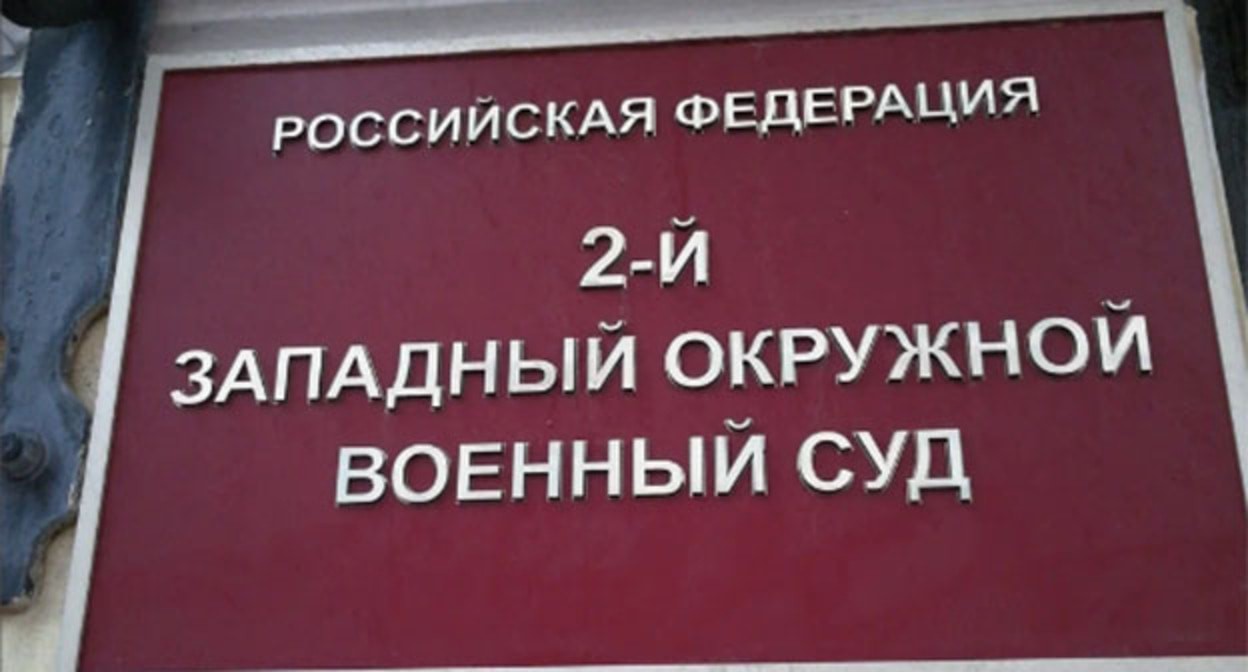 РОССИЙСКАЯ ФЕДЕРАЦИЯ
2-Й
ЗАПАДНЫЙ ОКРУЖНОЙ
ВОЕННЫЙ СУД